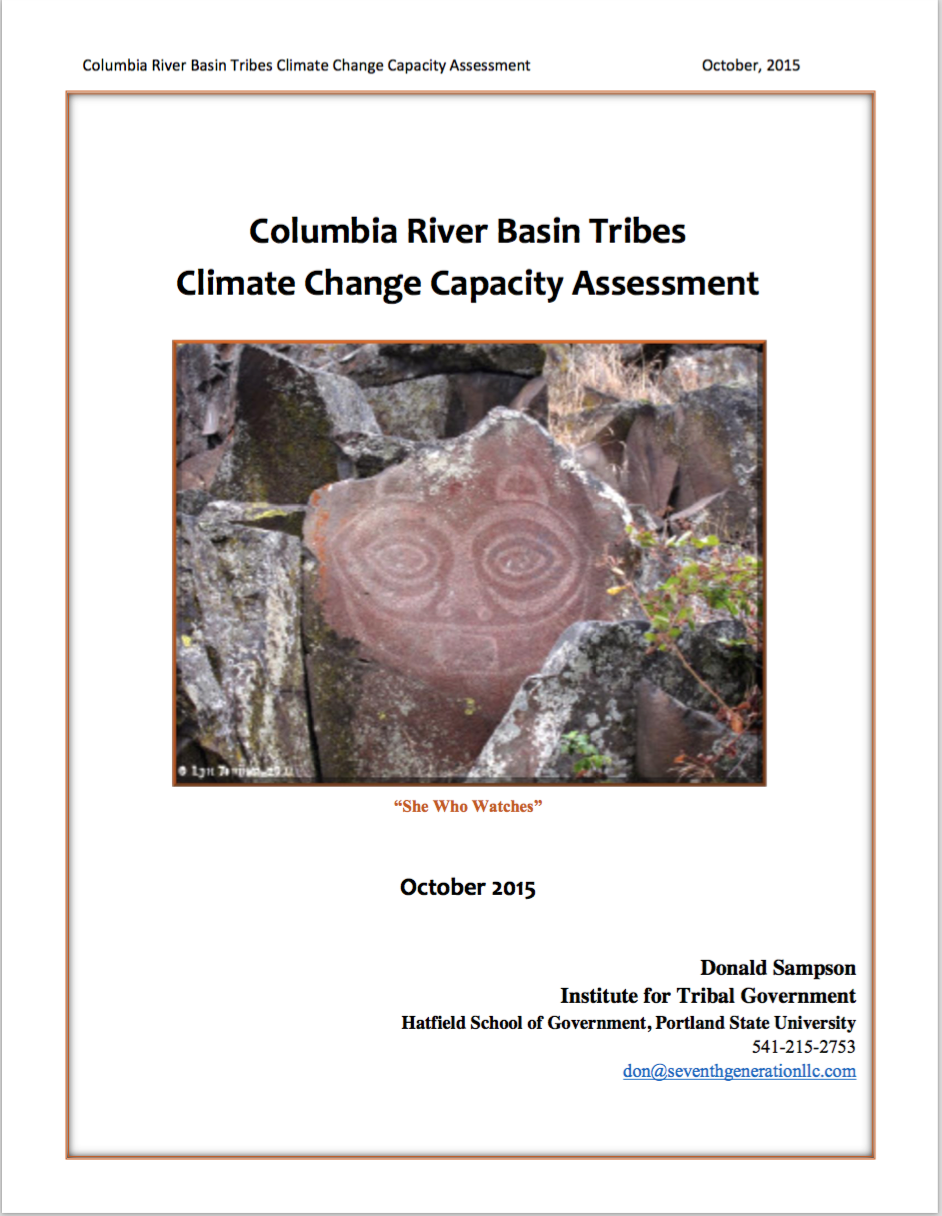 Columbia River Basin Tribes Climate Change Capacity Assessment October, 2015
Columbia River Basin Tribes
Climate Change Capacity Assessment
©
“She Who Watches”
October 2015
Donald Sampson
Institute for Tribal Government
Hatfield School of Government, Portland State University
541-215-2753
don@seventhgenerationllc.com